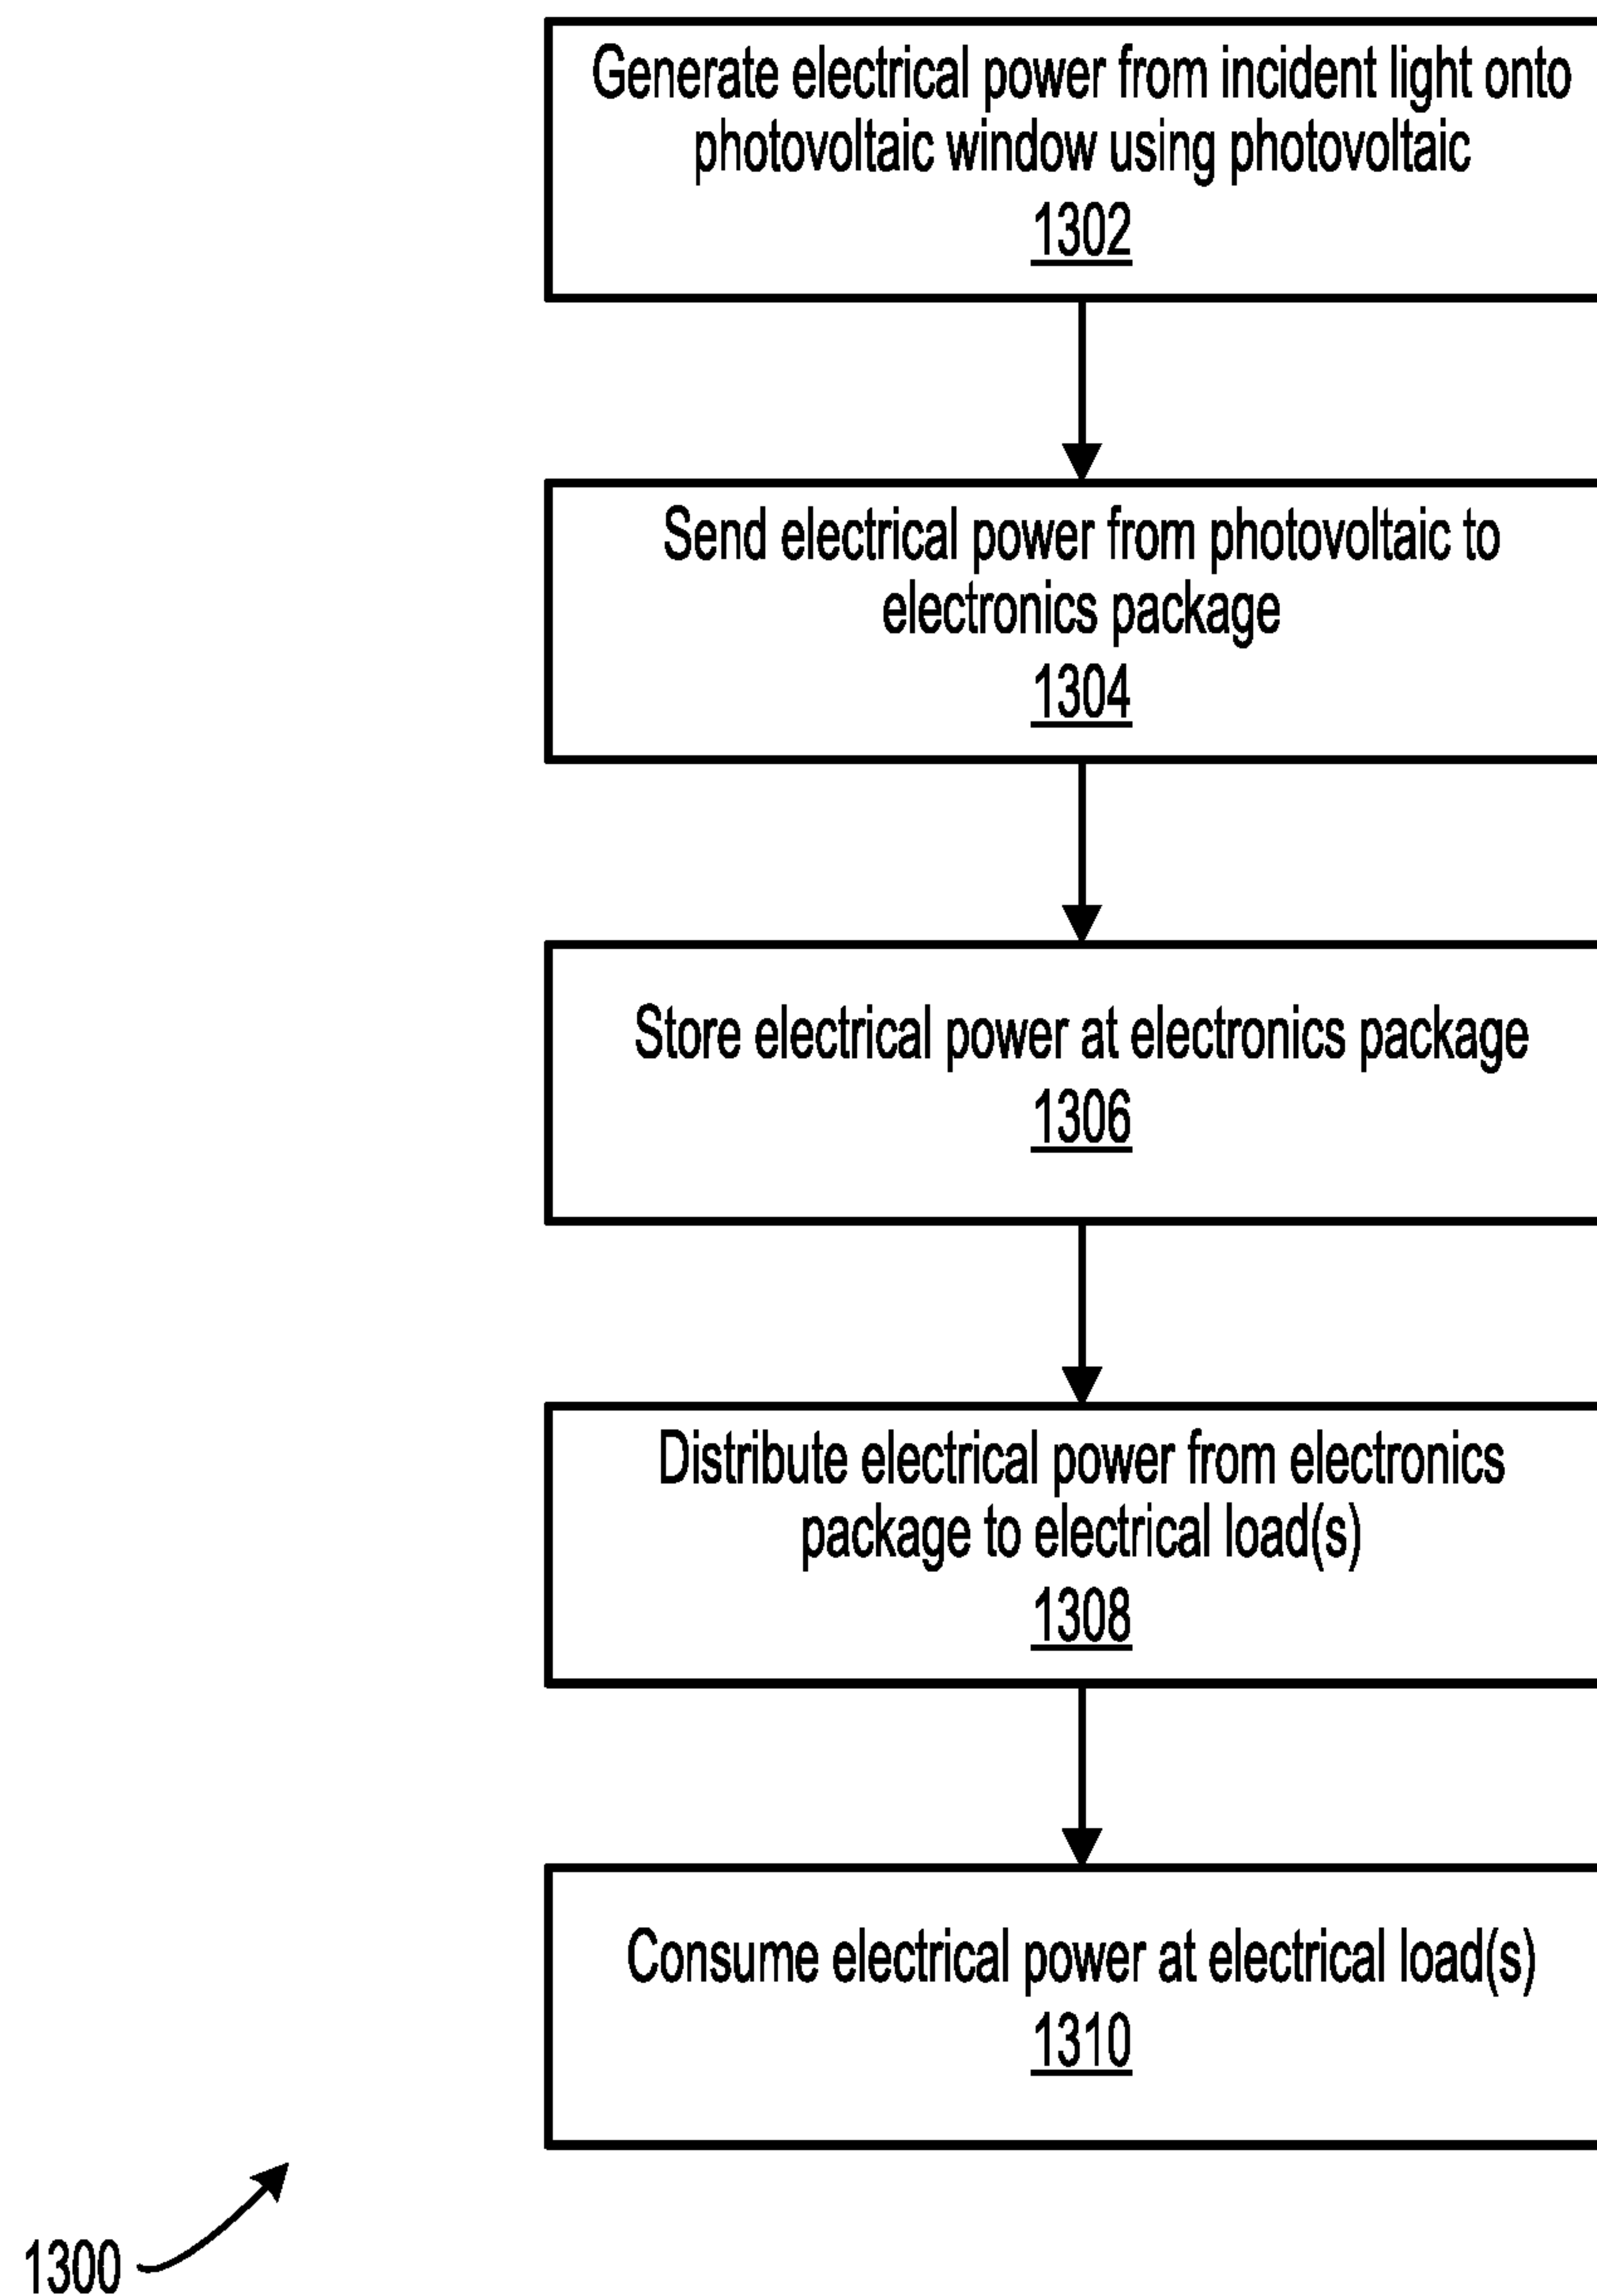 Generate electrical power from incident light onto
photovoltaic window using photovoltaic
1302
Send electrical power from photovoltaic to
electronics package
1304
Store electrical power at electronics package
1306
Distribute electrical power from electronics
package to electrical load(s)
1308
Consume electrical power at electrical load(s)
1310
1300